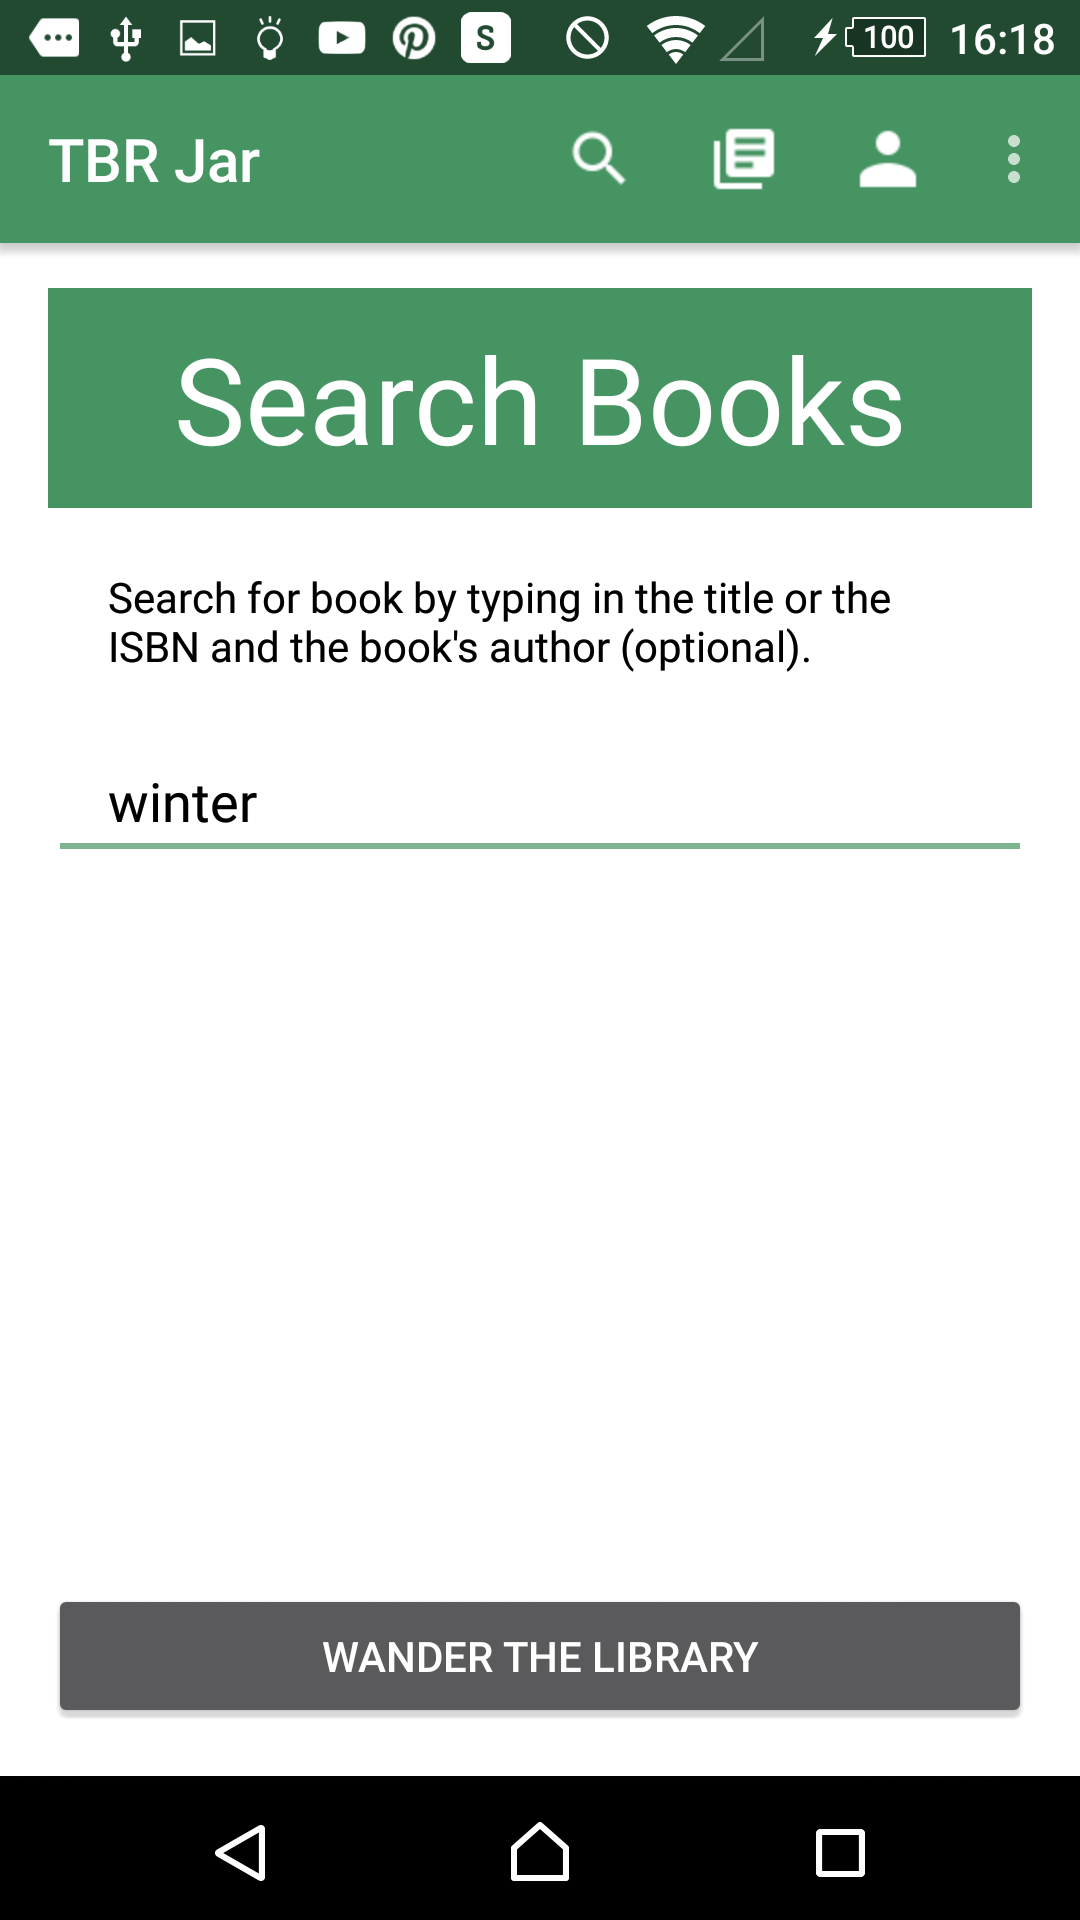 S 100 16:18
TBR Jar
Search Books
Search for book by typing in the title or the
ISBN and the book's author (optional).
winter
WANDER THE LIBRARY